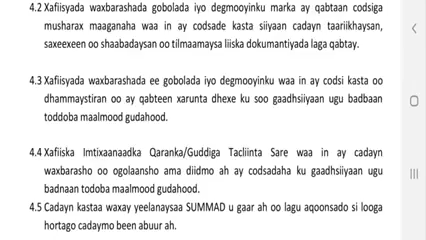 4.2 Xafiisyada waxbarashada gobolada iyo degmooyinku marka ay qabtaan codsiga
musharax maaganaha waa in ay codsade kasta siiyaan cadayn taariikhaysan,
saxeexeen oo shaabadaysan oo tilmaamaysa liiska dokumantiyada laga qabtay.
4.3 Xafiisyada waxbarashada ee gobolada iyo degmooyinku waa in ay codsi kasta oo
dhammaystiran oo ay qabteen xarunta dhexe ku soo gaadhsiiyaan ugu badbaan
toddoba maalmood gudahood.
4.4 Xafiiska Imtixaanaadka Qaranka/Guddiga Tacliinta Sare waa in ay cadayn
waxbarasho oo ogolaansho ama diidmo ah ay codsadaha ku gaadhsiiyaan ugu
badnaan todoba maalmood gudahood.
4.5 Cadayn kastaa waxay yeelanaysaa SUMMAD u gaar ah oo lagu aqoonsado si looga
hortago cadaymo been abuur ah.